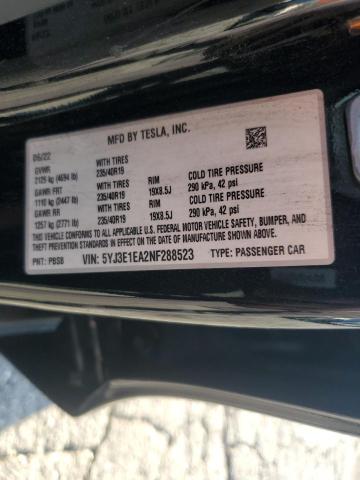 MFD BY TESLA, INC.
06/22
GVWR WITH TIRES
2129 kg (4694 lb) 235/40R19 RIM COLD TIRE PRESSURE
GAWR FRT WITH TIRES 19X8.5J 290 kPa, 42 psi
1110 kg (2447 lb) 235/40R19 RIM COLD TIRE PRESSURE
GAWR RR WITH TIRES 19X8.5J 290 kPa, 42 psi
1257 kg (2771 lb) 235/40R19
THIS VEHICLE CONFORMS TO ALL APPLICABLE U.S. FEDERAL MOTOR VEHICLE SAFETY, BUMPER, AND
THEFT PREVENTION STANDARDS IN EFFECT ON THE DATE OF MANUFACTURE SHOWN ABOVE.
PNT: PBSB VIN: 5YJ3E1EA2NF288523 TYPE: PASSENGER CAR